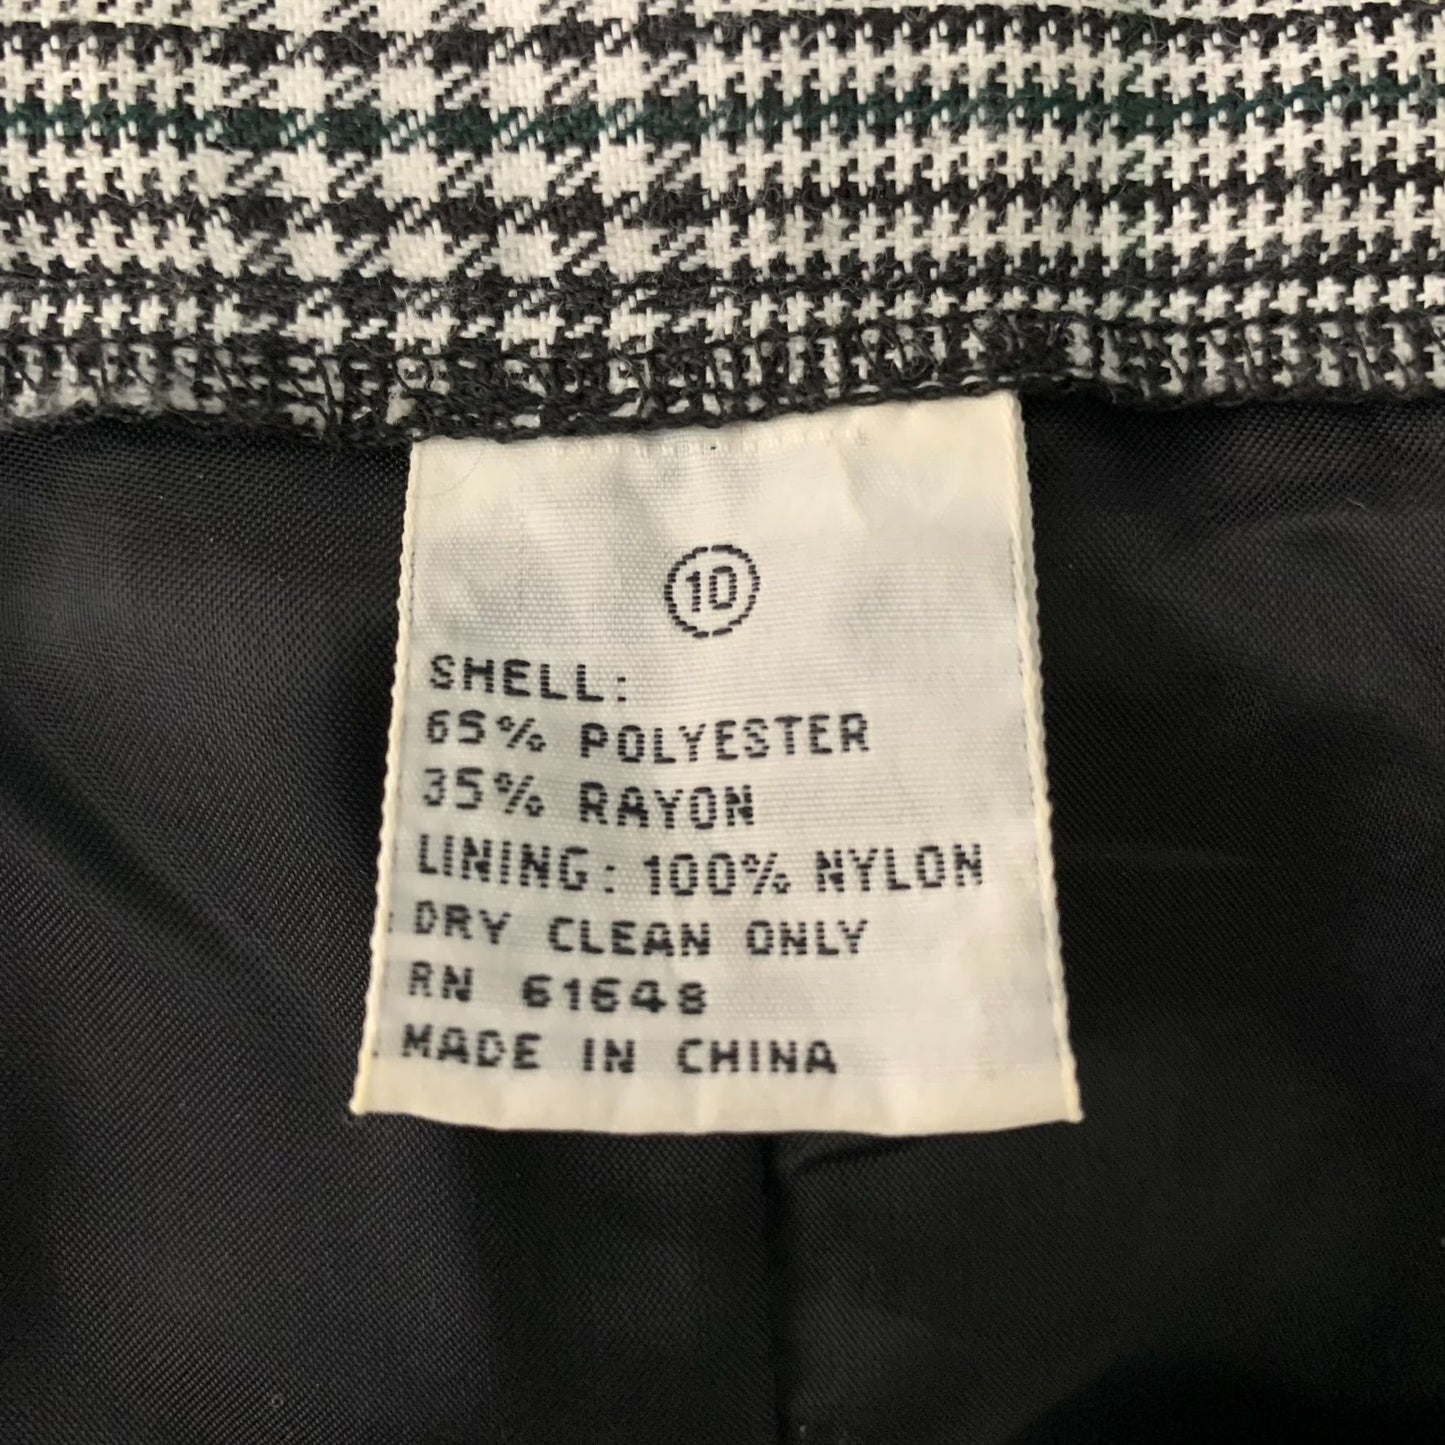 10
SHELL:
65% POLYESTER
35% RAYON
LINING: 100% NYLON
DRY CLEAN ONLY
RN 61648
MADE IN CHINA